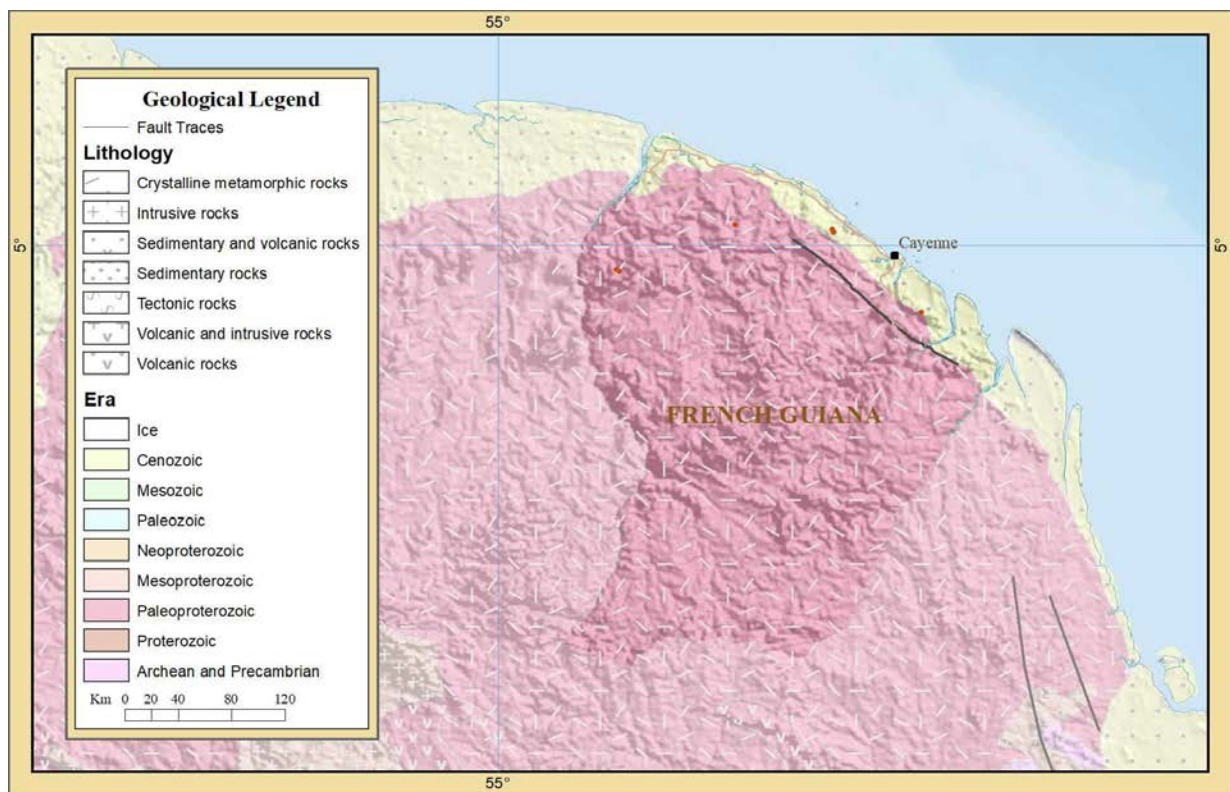 55°
Geological Legend
Fault Traces
Lithology
Crystalline metamorphic rocks
Intrusive rocks
Sedimentary and volcanic rocks
Sedimentary rocks
Tectonic rocks
Volcanic and intrusive rocks
Volcanic rocks
Era
Ice
Cenozoic
Mesozoic
Paleozoic
Neoproterozoic
Mesoproterozoic
Paleoproterozoic
Proterozoic
Archean and Precambrian
Km 0 20 40 80 120
5°
Cayenne
5°
FRENCH GUIANA
55°